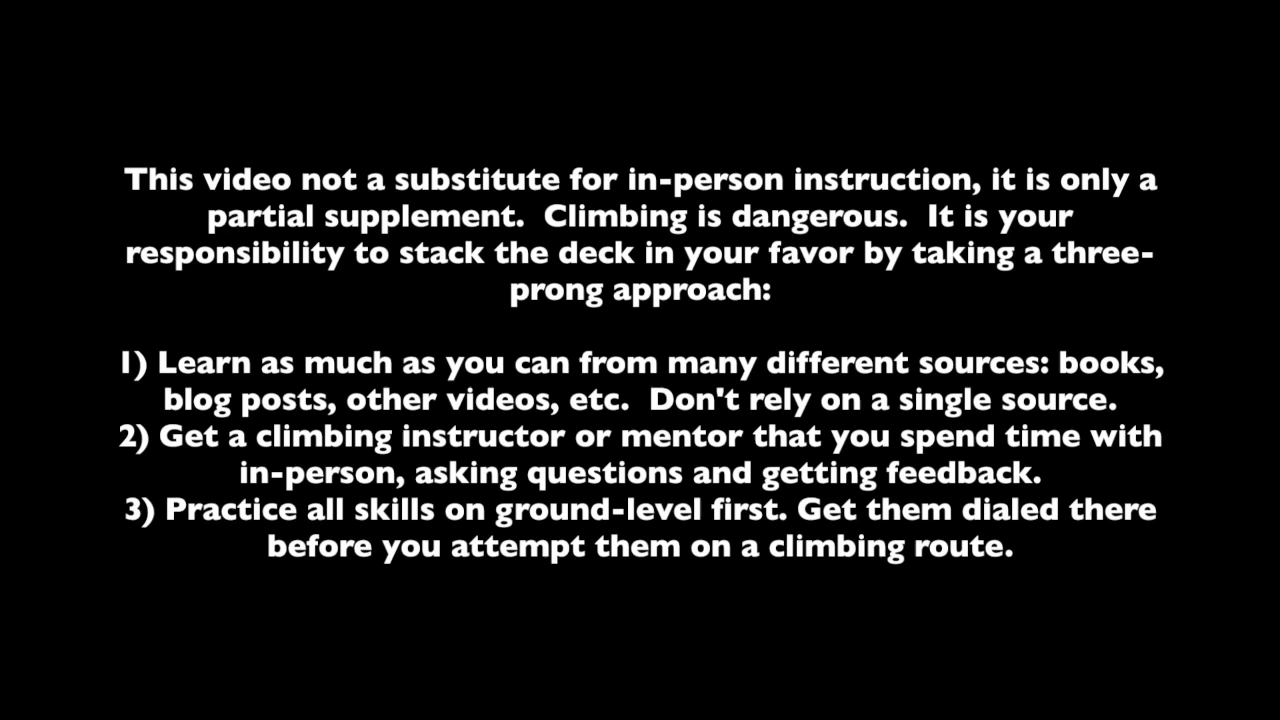 This video not a substitute for in-person instruction, it is only a
partial supplement.  Climbing is dangerous.  It is your
responsibility to stack the deck in your favor by taking a three-
prong approach:
1) Learn as much as you can from many different sources: books,
blog posts, other videos, etc.  Don't rely on a single source.
2) Get a climbing instructor or mentor that you spend time with
in-person, asking questions and getting feedback.
3) Practice all skills on ground-level first. Get them dialed there
before you attempt them on a climbing route.